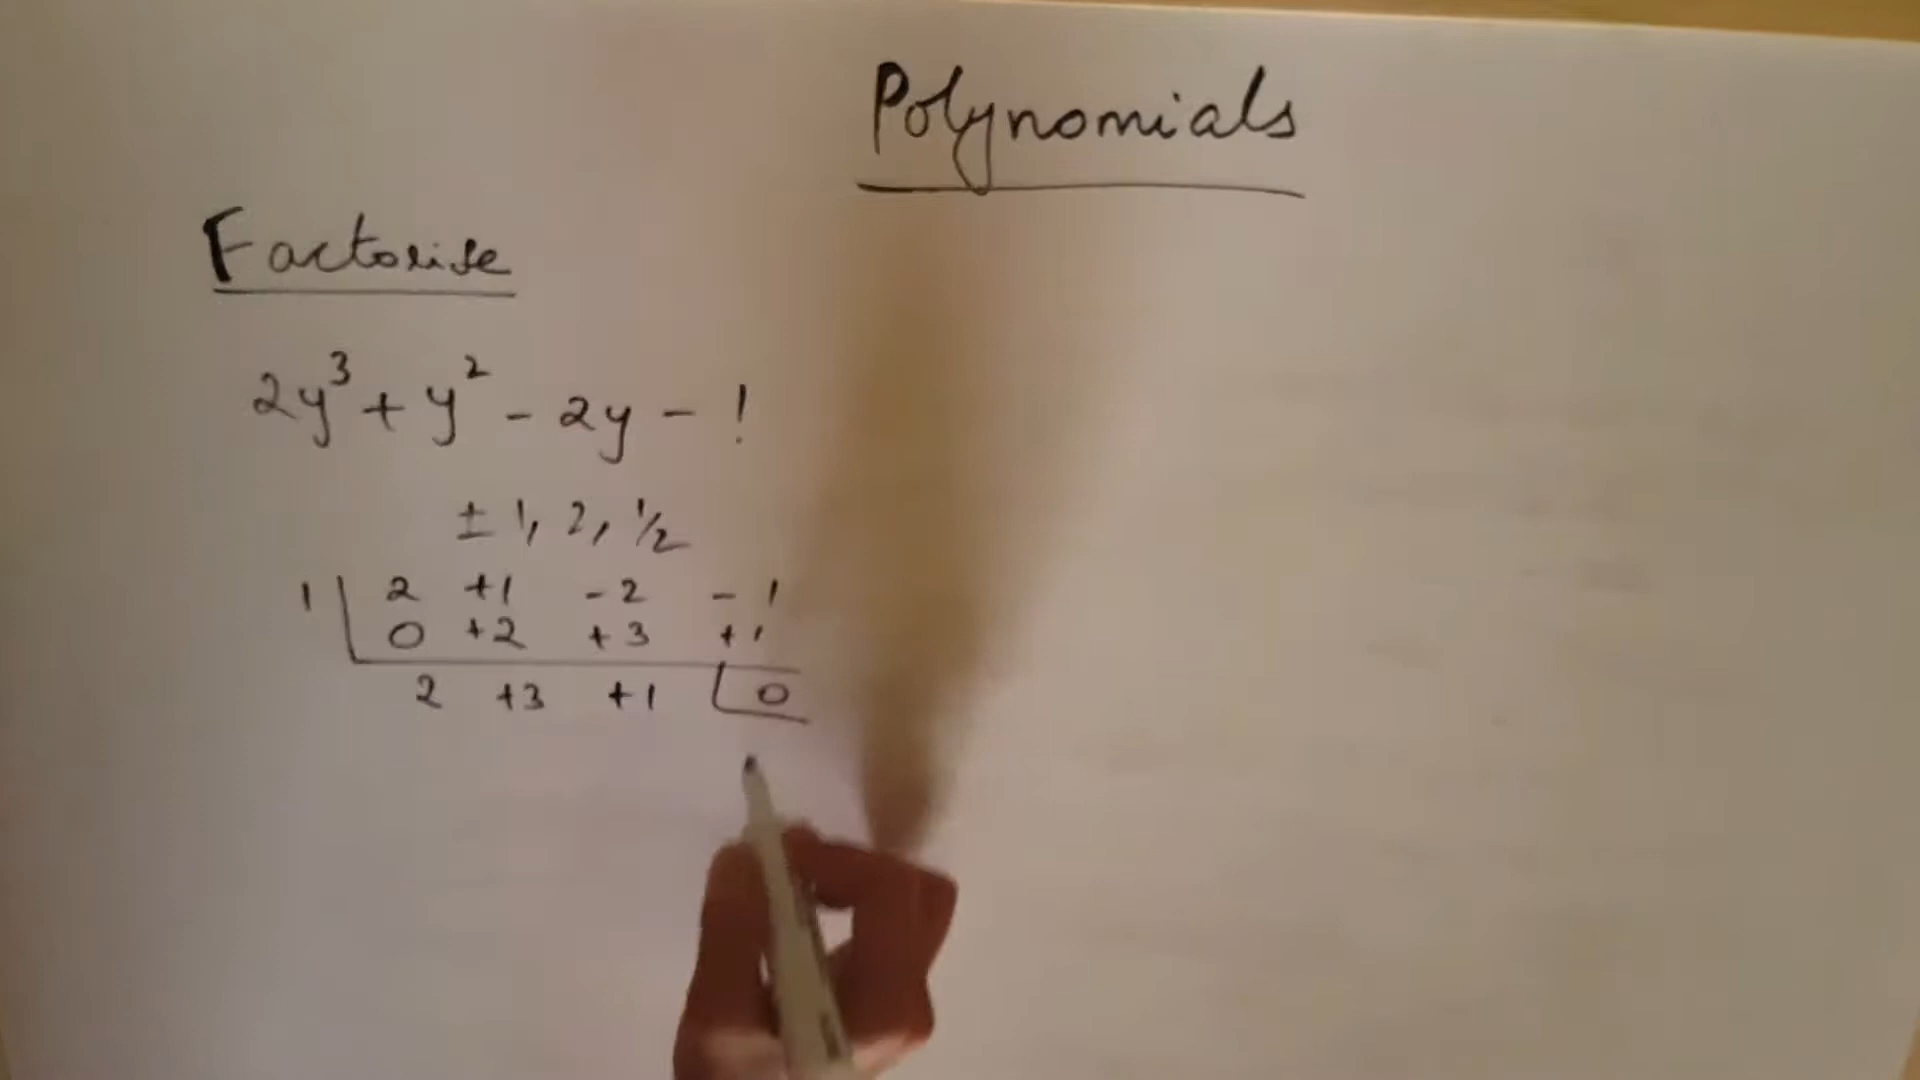 Polynomials
Factorise
2y³ + y² - 2y - 1
± 1, 2, 1/2
1 | 2 +1 -2 -1
0 +2 +3 +1
2 +3 +1 | 0